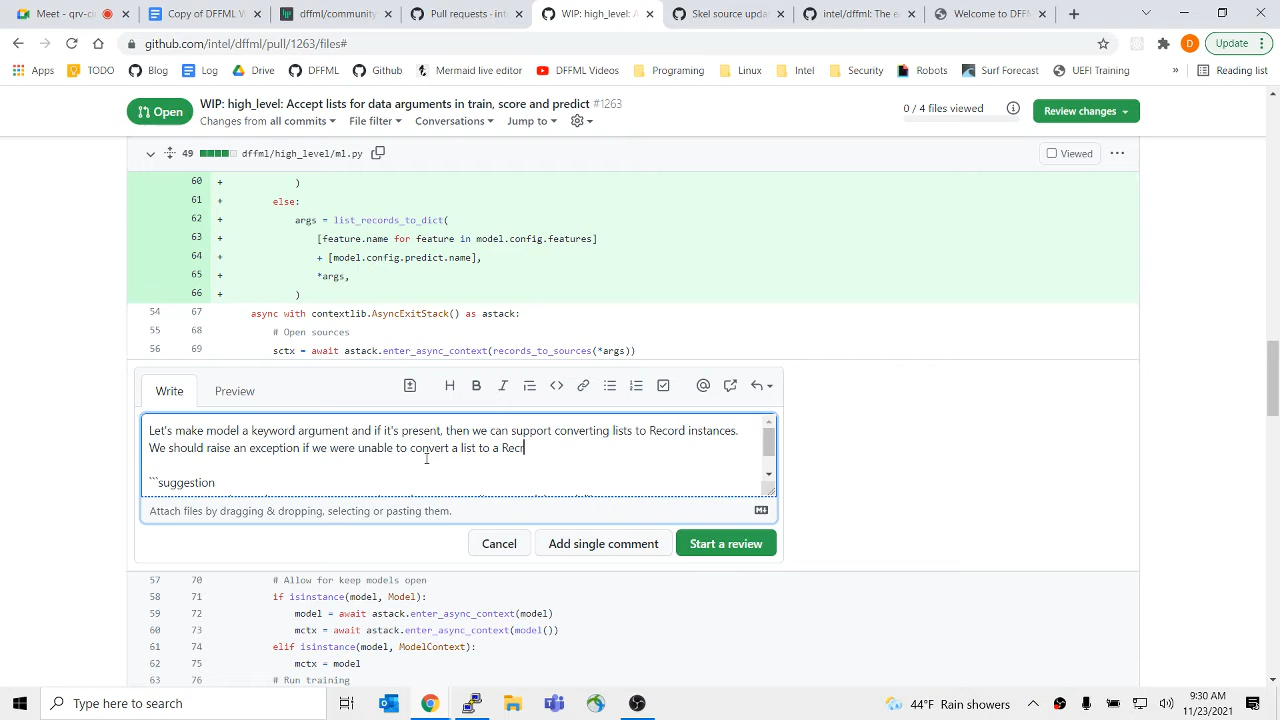 Meet - qrv-cir
Copy of DFFML W
dffml/community
Pull requests · int
WIP: high_level: A
Skel source updat
intel/dffml: The ea
Welcome to DFFM
github.com/intel/dffml/pull/1263/files#
D
Update
Apps
TODO
Blog
Log
Drive
DFFML
Github
Mermaid live editor
DFFML Videos
Programing
Linux
Intel
Security
Robots
Surf Forecast
UEFI Training
»
Reading list
Open
WIP: high_level: Accept lists for data arguments in train, score and predict #1263
Changes from all commits
File filter
Conversations
Jump to
0 / 4 files viewed
Review changes
49
dffml/high_level/ml.py
Viewed
60 + )
61 + else:
62 + args = list_records_to_dict(
63 + [feature.name for feature in model.config.features]
64 + + [model.config.predict.name],
65 + *args,
66 + )
54 67 async with contextlib.AsyncExitStack() as astack:
55 68 # Open sources
56 69 sctx = await astack.enter_async_context(records_to_sources(*args))
Write
Preview
Let's make model a keyword argument and if it's present, then we can support converting lists to Record instances.
We should raise an exception if we were unable to convert a list to a Recr
```suggestion
Attach files by dragging & dropping, selecting or pasting them.
Cancel
Add single comment
Start a review
57 70 # Allow for keep models open
58 71 if isinstance(model, Model):
59 72 model = await astack.enter_async_context(model)
60 73 mctx = await astack.enter_async_context(model())
61 74 elif isinstance(model, ModelContext):
62 75 mctx = model
63 76 # Run training
Type here to search
44°F Rain showers
9:30 AM
11/23/2021